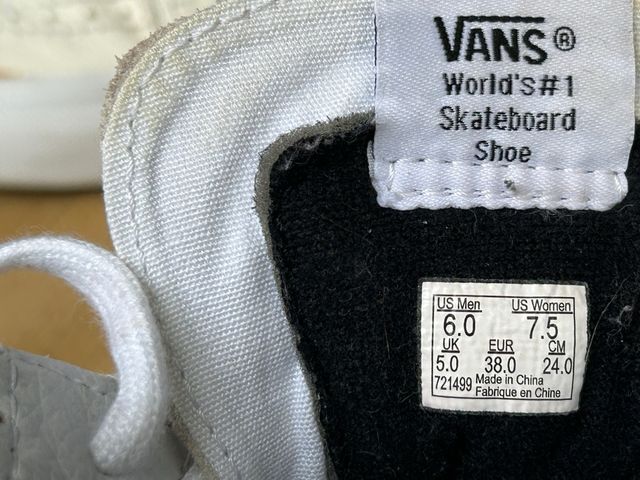 VANS®
World's#1
Skateboard
Shoe
US Men US Women
6.0 7.5
UK EUR CM
5.0 38.0 24.0
721499 Made in China
Fabrique en Chine